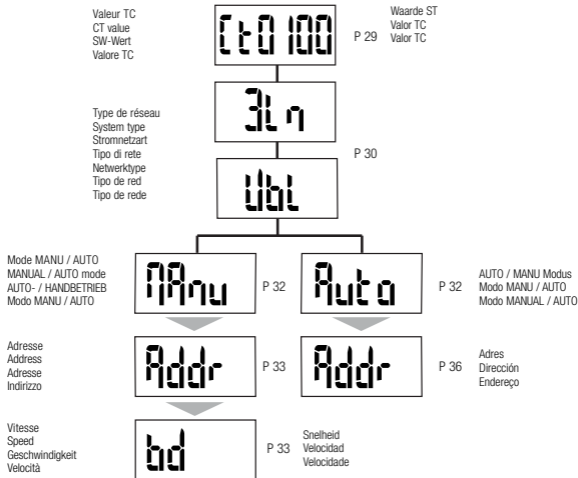 Valeur TC
CT value
SW-Wert
Valore TC
Ct0100
P 29
Waarde ST
Valor TC
Valor TC
Type de réseau
System type
Stromnetzart
Tipo di rete
Netwerktype
Tipo de red
Tipo de rede
3Ln
Ubl
P 30
Mode MANU / AUTO
MANUAL / AUTO mode
AUTO- / HANDBETRIEB
Modo MANU / AUTO
MAnu
P 32
Auto
P 32
AUTO / MANU Modus
Modo MANU / AUTO
Modo MANUAL / AUTO
Adresse
Address
Adresse
Indirizzo
Addr
P 33
Addr
P 36
Adres
Dirección
Endereço
Vitesse
Speed
Geschwindigkeit
Velocità
bd
P 33
Snelheid
Velocidad
Velocidade